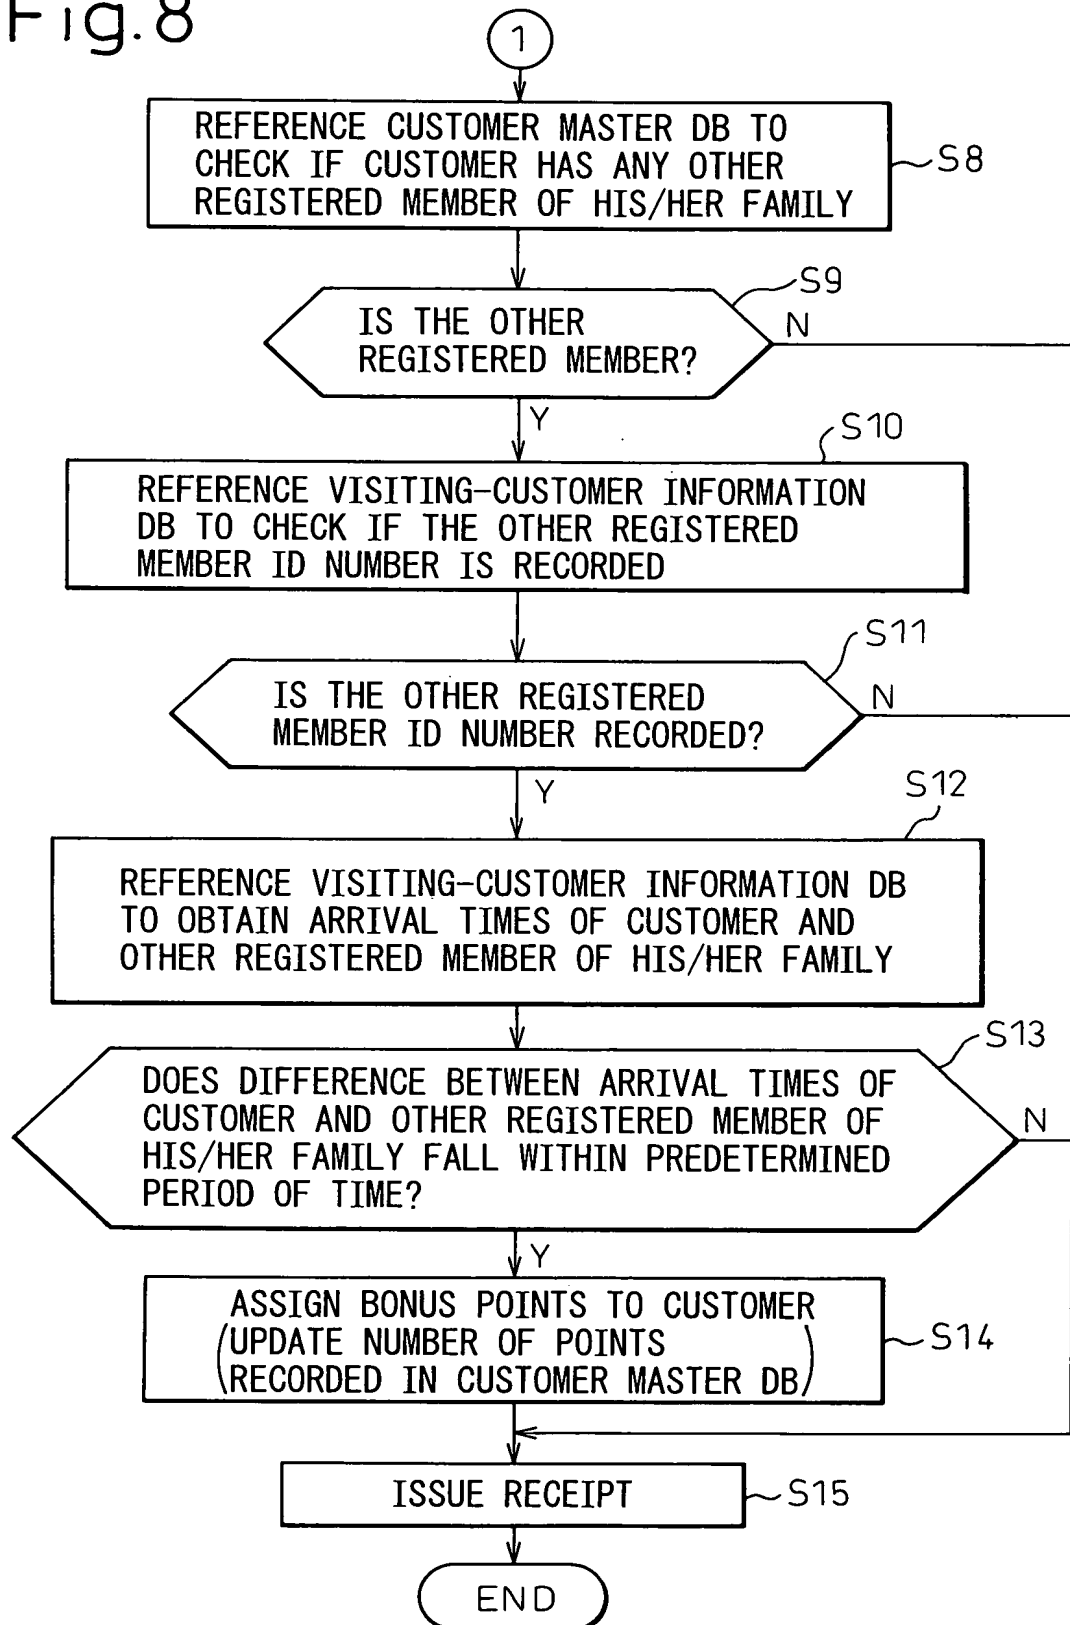 Fig.8
1
REFERENCE CUSTOMER MASTER DB TO
CHECK IF CUSTOMER HAS ANY OTHER
REGISTERED MEMBER OF HIS/HER FAMILY
S8
S9
IS THE OTHER
REGISTERED MEMBER?
N
Y
S10
REFERENCE VISITING-CUSTOMER INFORMATION
DB TO CHECK IF THE OTHER REGISTERED
MEMBER ID NUMBER IS RECORDED
S11
IS THE OTHER REGISTERED
MEMBER ID NUMBER RECORDED?
N
Y
S12
REFERENCE VISITING-CUSTOMER INFORMATION DB
TO OBTAIN ARRIVAL TIMES OF CUSTOMER AND
OTHER REGISTERED MEMBER OF HIS/HER FAMILY
S13
DOES DIFFERENCE BETWEEN ARRIVAL TIMES OF
CUSTOMER AND OTHER REGISTERED MEMBER OF
HIS/HER FAMILY FALL WITHIN PREDETERMINED
PERIOD OF TIME?
N
Y
ASSIGN BONUS POINTS TO CUSTOMER
(UPDATE NUMBER OF POINTS
RECORDED IN CUSTOMER MASTER DB)
S14
ISSUE RECEIPT
S15
END